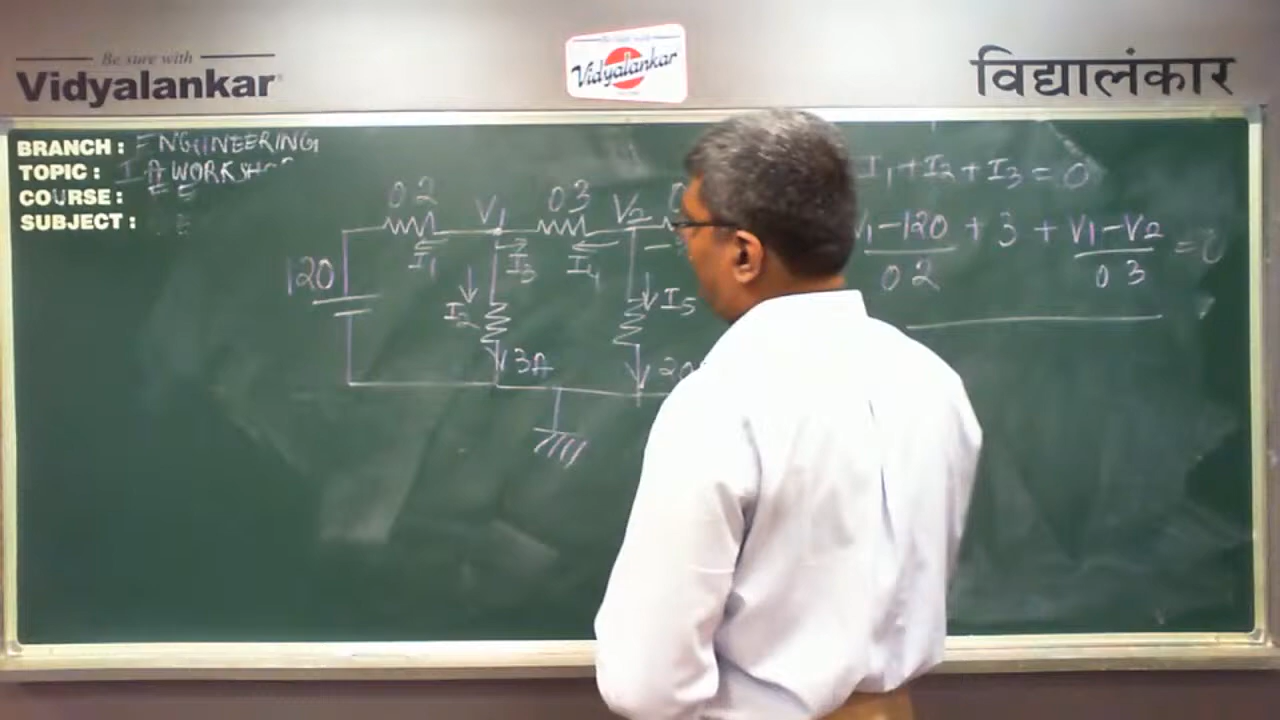 Be sure with
Vidyalankar
Vidyalankar
विद्यालंकार
BRANCH : ENGINEERING
TOPIC :
COURSE :
SUBJECT :
I1+I2+I3=0
V1-120 + 3 + V1-V2 =0
0 2 0 3
0 2 V1 0 3 V2
I1 I3 I4
120
I2 I5
3A 20